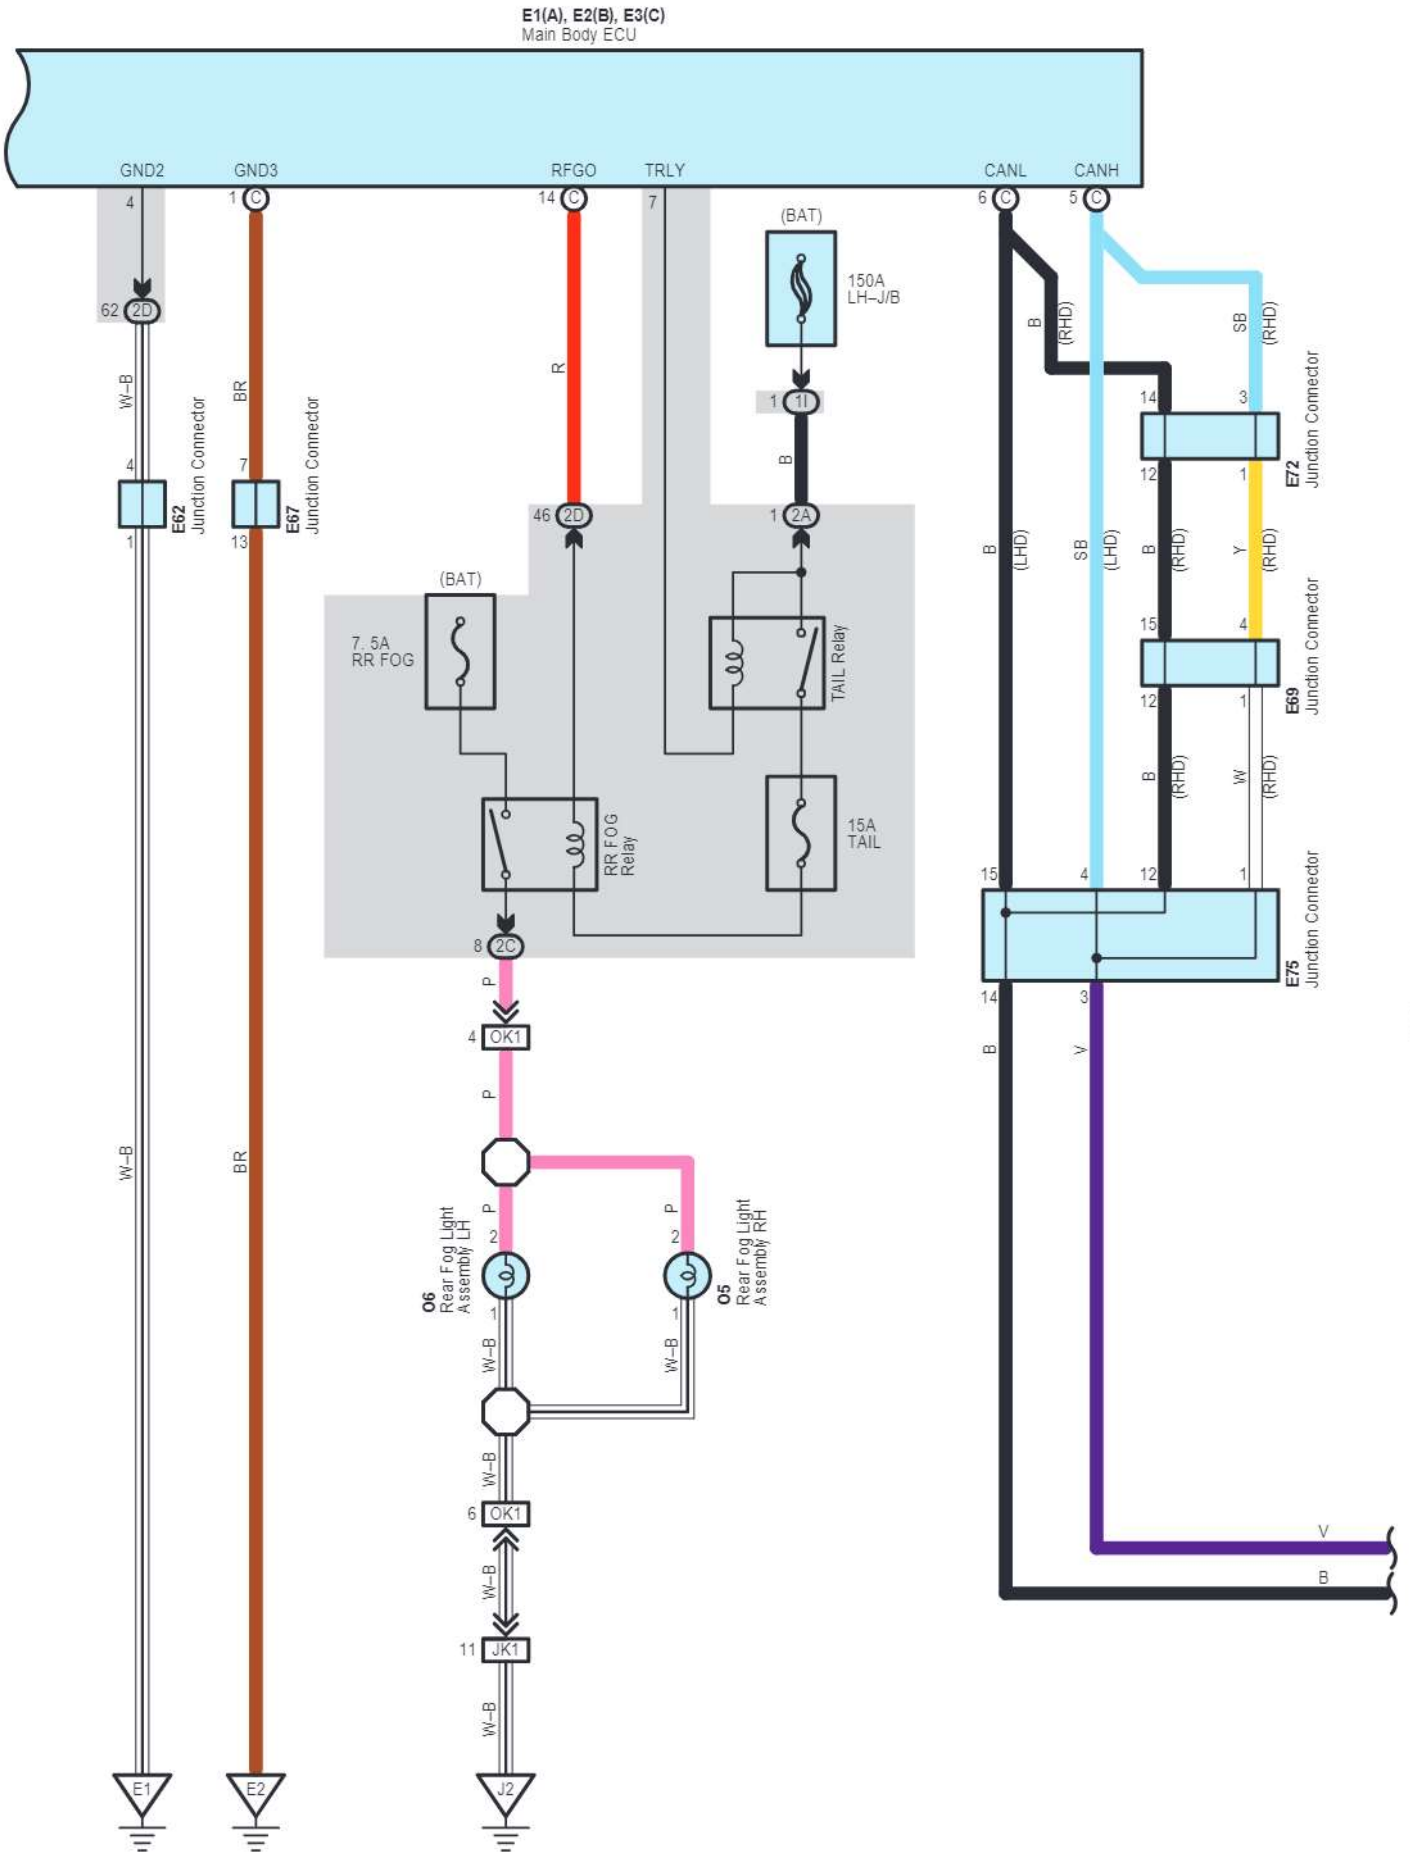 E1(A), E2(B), E3(C)
Main Body ECU
GND2
GND3
RFGO
TRLY
CANL
CANH
4
1
C
14
C
7
6
C
5
C
(BAT)
150A
LH–J/B
62
2D
B
(RHD)
SB
(RHD)
W–B
BR
R
1
1I
14
3
E72
Junction Connector
4
7
B
12
1
E62
Junction Connector
E67
Junction Connector
1
13
46
2D
1
2A
B
(LHD)
SB
(LHD)
B
(RHD)
Y
(RHD)
(BAT)
7. 5A
RR FOG
TAIL Relay
15
4
E69
Junction Connector
12
1
B
(RHD)
W
(RHD)
RR FOG
Relay
15A
TAIL
15
4
12
1
8
2C
E75
Junction Connector
P
14
3
4
OK1
B
V
P
W–B
BR
P
P
2
2
O6
Rear Fog Light
Assembly LH
O5
Rear Fog Light
Assembly RH
1
1
W–B
W–B
W–B
6
OK1
V
B
W–B
11
JK1
W–B
E1
E2
J2